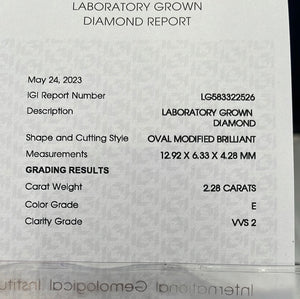 LABORATORY GROWN
DIAMOND REPORT
May 24, 2023
IGI Report Number LG583322526
Description LABORATORY GROWN
DIAMOND
Shape and Cutting Style OVAL MODIFIED BRILLIANT
Measurements 12.92 X 6.33 X 4.28 MM
GRADING RESULTS
Carat Weight 2.28 CARATS
Color Grade E
Clarity Grade VVS 2
International Gemological Institu